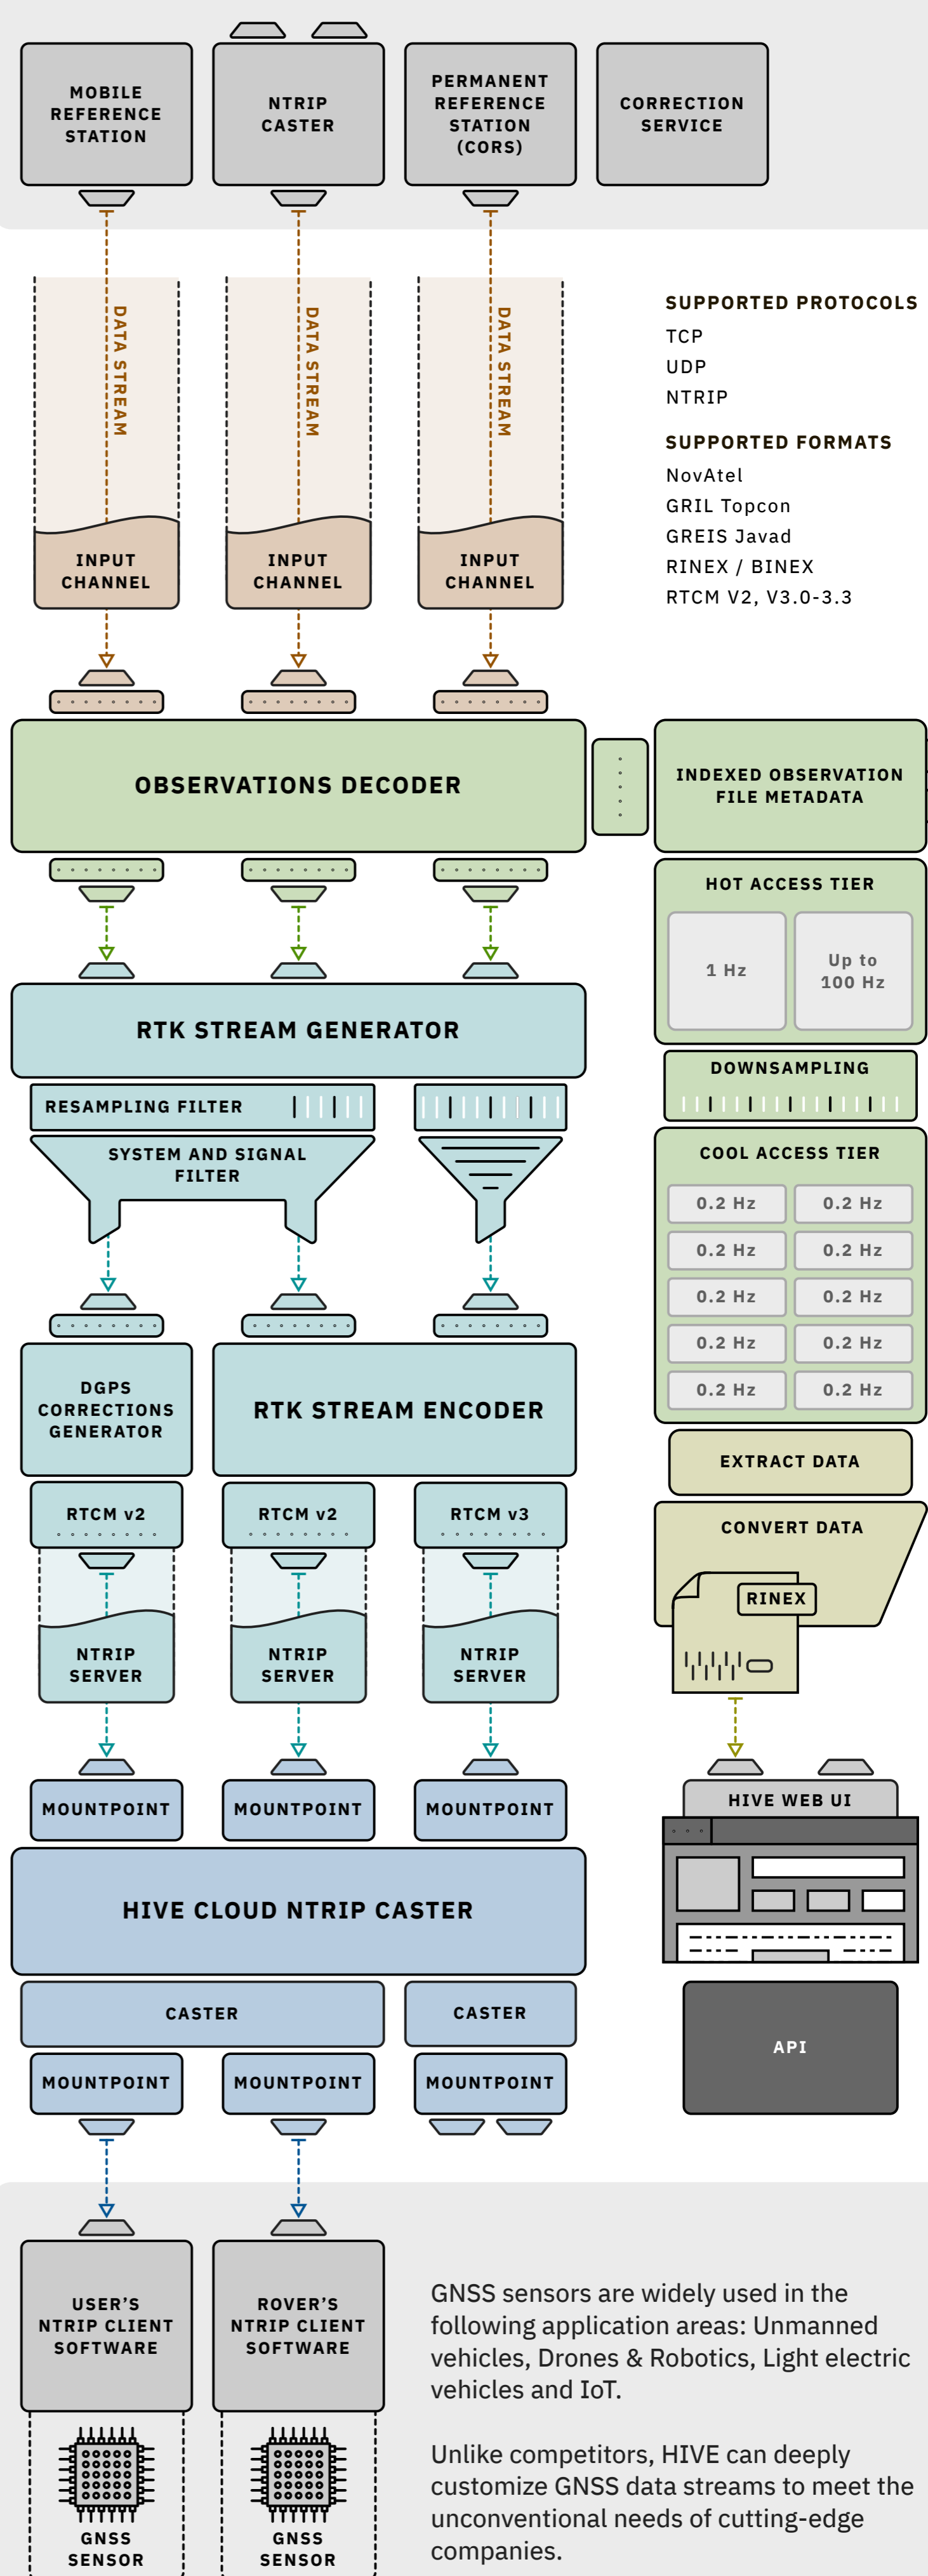 MOBILE
REFERENCE
STATION
NTRIP
CASTER
PERMANENT
REFERENCE
STATION
(CORS)
CORRECTION
SERVICE
DATA STREAM
DATA STREAM
DATA STREAM
INPUT
CHANNEL
INPUT
CHANNEL
INPUT
CHANNEL
SUPPORTED PROTOCOLS
TCP
UDP
NTRIP
SUPPORTED FORMATS
NovAtel
GRIL Topcon
GREIS Javad
RINEX / BINEX
RTCM V2, V3.0-3.3
OBSERVATIONS DECODER
INDEXED OBSERVATION
FILE METADATA
HOT ACCESS TIER
1 Hz
Up to
100 Hz
DOWNSAMPLING
COOL ACCESS TIER
0.2 Hz
0.2 Hz
0.2 Hz
0.2 Hz
0.2 Hz
0.2 Hz
0.2 Hz
0.2 Hz
0.2 Hz
0.2 Hz
EXTRACT DATA
CONVERT DATA
RINEX
HIVE WEB UI
API
RTK STREAM GENERATOR
RESAMPLING FILTER
SYSTEM AND SIGNAL
FILTER
DGPS
CORRECTIONS
GENERATOR
RTK STREAM ENCODER
RTCM v2
RTCM v2
RTCM v3
NTRIP
SERVER
NTRIP
SERVER
NTRIP
SERVER
MOUNTPOINT
MOUNTPOINT
MOUNTPOINT
HIVE CLOUD NTRIP CASTER
CASTER
CASTER
MOUNTPOINT
MOUNTPOINT
MOUNTPOINT
USER’S
NTRIP CLIENT
SOFTWARE
ROVER’S
NTRIP CLIENT
SOFTWARE
GNSS
SENSOR
GNSS
SENSOR
GNSS sensors are widely used in the
following application areas: Unmanned
vehicles, Drones & Robotics, Light electric
vehicles and IoT.
Unlike competitors, HIVE can deeply
customize GNSS data streams to meet the
unconventional needs of cutting-edge
companies.